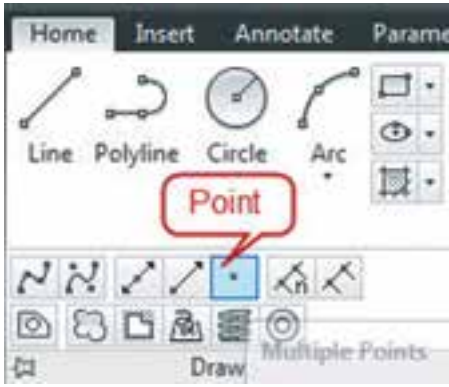 Home Insert Annotate Parame
Line Polyline Circle Arc
Point
Draw
Multiple Points